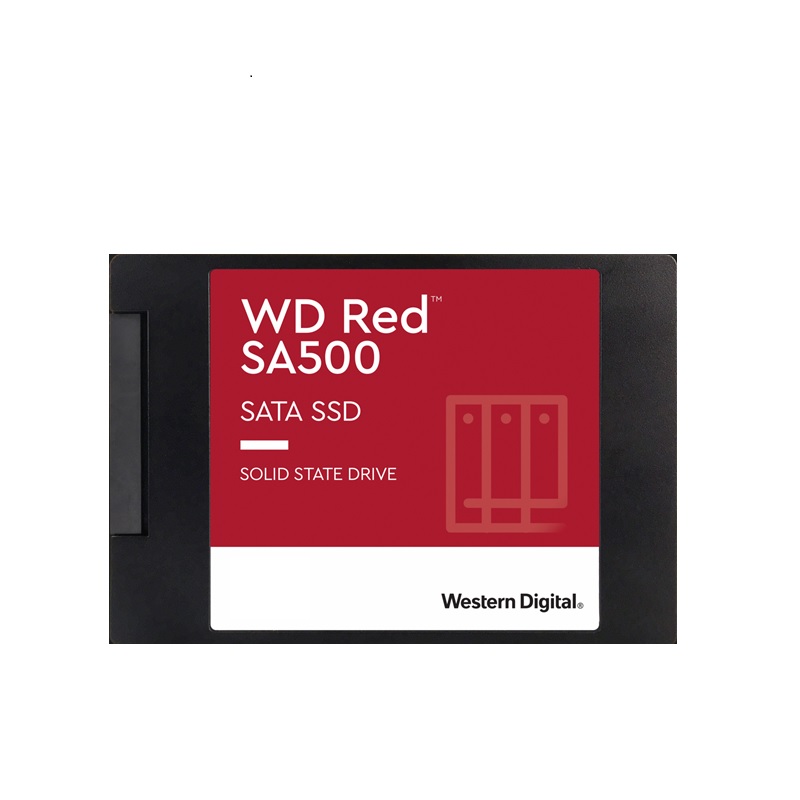 WD Red™
SA500
SATA SSD
SOLID STATE DRIVE
Western Digital®